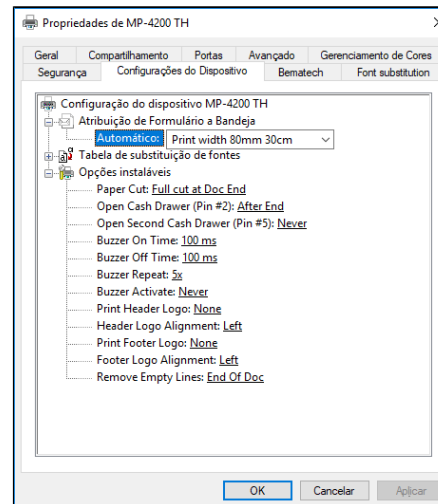 Propriedades de MP-4200 TH
Geral Compartilhamento Portas Avançado Gerenciamento de Cores
Segurança Configurações do Dispositivo Bematech Font substitution
Configuração do dispositivo MP-4200 TH
Atribuição de Formulário a Bandeja
Automático: Print width 80mm 30cm
Tabela de substituição de fontes
Opções instaláveis
Paper Cut: Full cut at Doc End
Open Cash Drawer (Pin #2): After End
Open Second Cash Drawer (Pin #5): Never
Buzzer On Time: 100 ms
Buzzer Off Time: 100 ms
Buzzer Repeat: 5x
Buzzer Activate: Never
Print Header Logo: None
Header Logo Alignment: Left
Print Footer Logo: None
Footer Logo Alignment: Left
Remove Empty Lines: End Of Doc
OK Cancelar Aplicar